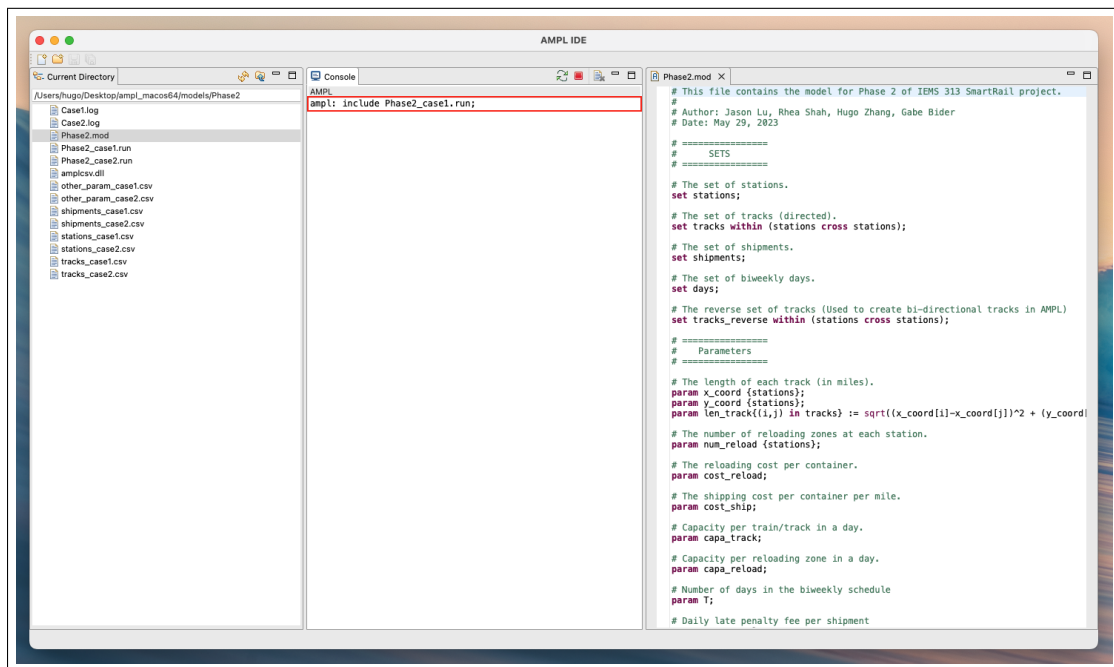 AMPL IDE
Current Directory
/Users/hugo/Desktop/ampl_macos64/models/Phase2
Case1.log
Case2.log
Phase2.mod
Phase2_case1.run
Phase2_case2.run
amplcsv.dll
other_param_case1.csv
other_param_case2.csv
shipments_case1.csv
shipments_case2.csv
stations_case1.csv
stations_case2.csv
tracks_case1.csv
tracks_case2.csv
Console
AMPL
ampl: include Phase2_case1.run;
Phase2.mod
# This file contains the model for Phase 2 of IEMS 313 SmartRail project.
#
# Author: Jason Lu, Rhea Shah, Hugo Zhang, Gabe Bider
# Date: May 29, 2023
# ================
# SETS
# ================
# The set of stations.
set stations;
# The set of tracks (directed).
set tracks within (stations cross stations);
# The set of shipments.
set shipments;
# The set of biweekly days.
set days;
# The reverse set of tracks (Used to create bi-directional tracks in AMPL)
set tracks_reverse within (stations cross stations);
# ================
# Parameters
# ================
# The length of each track (in miles).
param x_coord {stations};
param y_coord {stations};
param len_track{(i,j) in tracks} := sqrt((x_coord[i]-x_coord[j])^2 + (y_coord[
# The number of reloading zones at each station.
param num_reload {stations};
# The reloading cost per container.
param cost_reload;
# The shipping cost per container per mile.
param cost_ship;
# Capacity per train/track in a day.
param capa_track;
# Capacity per reloading zone in a day.
param capa_reload;
# Number of days in the biweekly schedule
param T;
# Daily late penalty fee per shipment